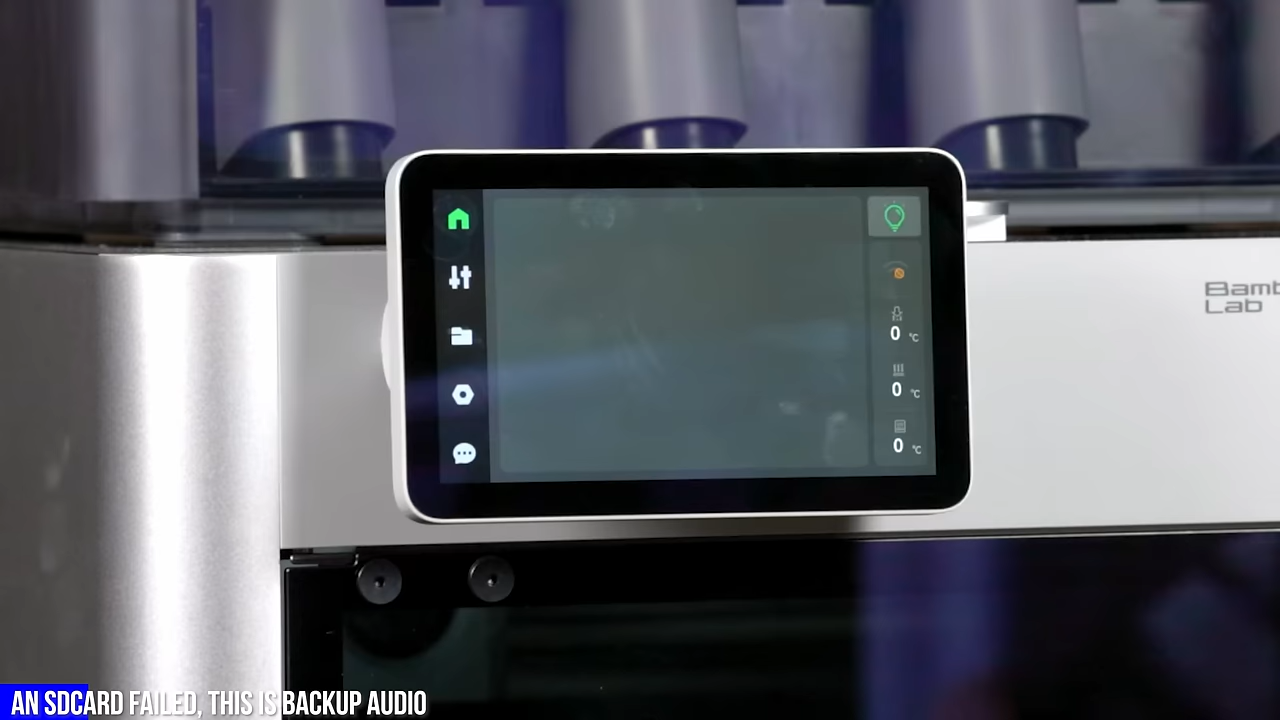 0 °C
0 °C
0 °C
Bamb
Lab
AN SDCARD FAILED, THIS IS BACKUP AUDIO